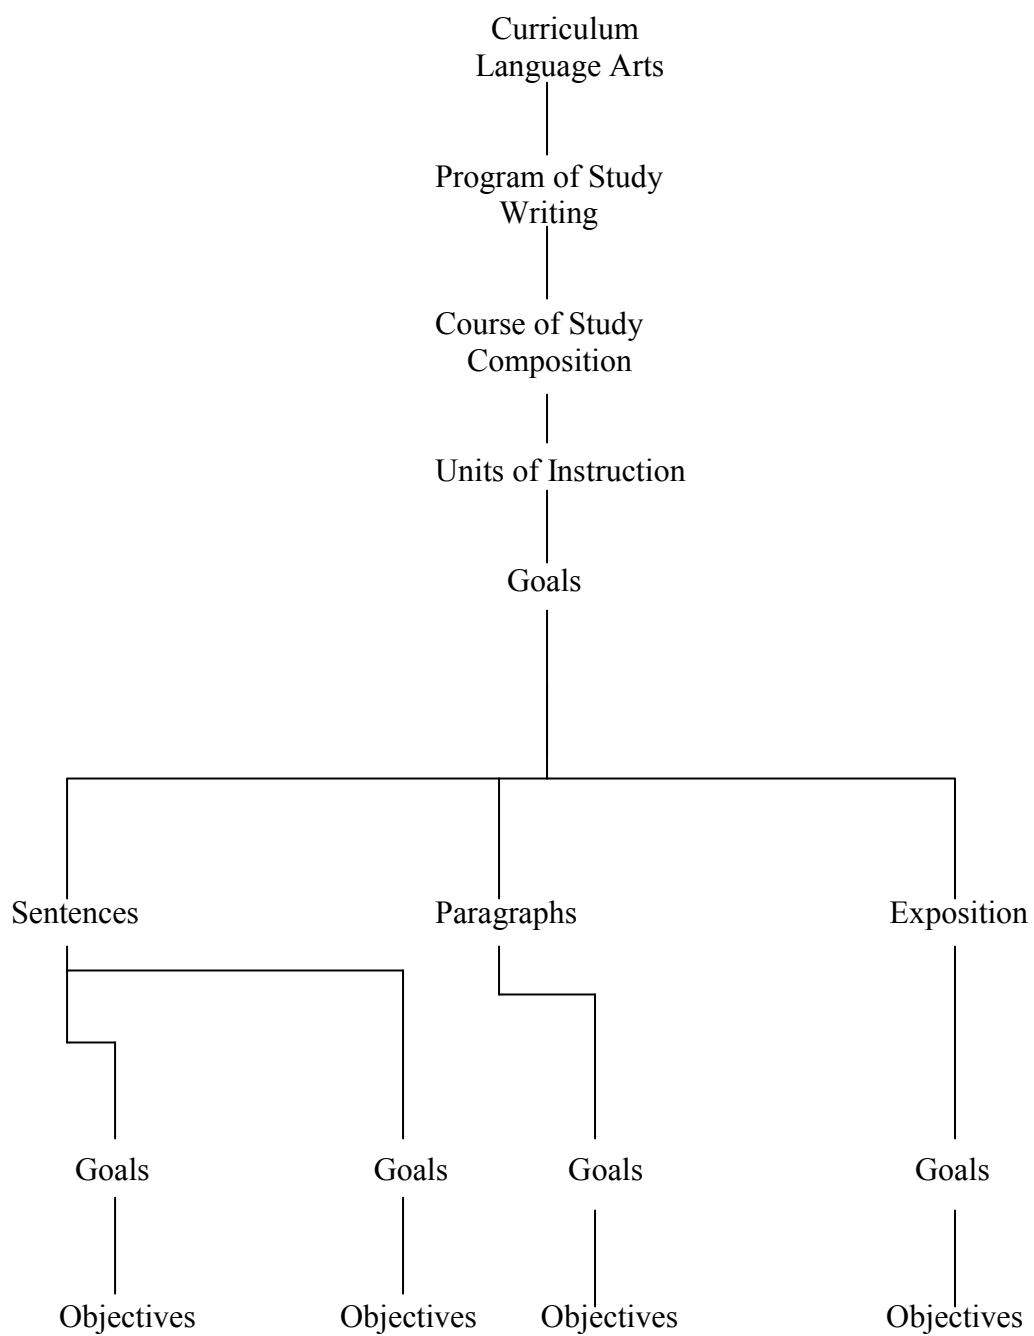 Curriculum
Language Arts
Program of Study
Writing
Course of Study
Composition
Units of Instruction
Goals
Sentences Paragraphs Exposition
Goals Goals Goals Goals
Objectives Objectives Objectives Objectives